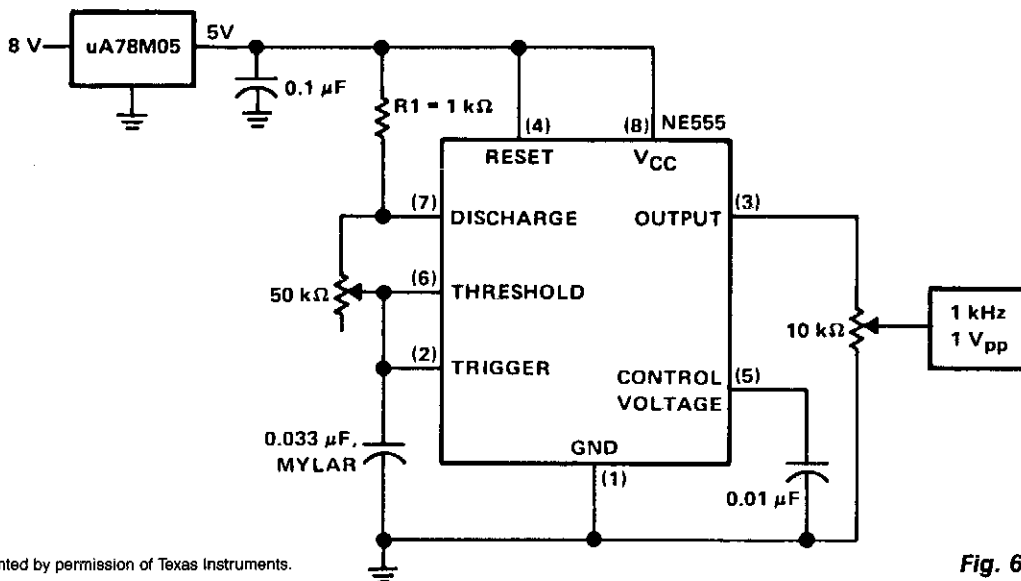 8 V
uA78M05
5V
0.1 µF
R1 = 1 kΩ
(4)
(8)
NE555
RESET
VCC
(7)
DISCHARGE
OUTPUT
(3)
50 kΩ
(6)
THRESHOLD
10 kΩ
1 kHz
1 Vpp
(2)
TRIGGER
CONTROL
VOLTAGE
(5)
0.033 µF,
MYLAR
GND
(1)
0.01 µF
nted by permission of Texas Instruments.
Fig. 6